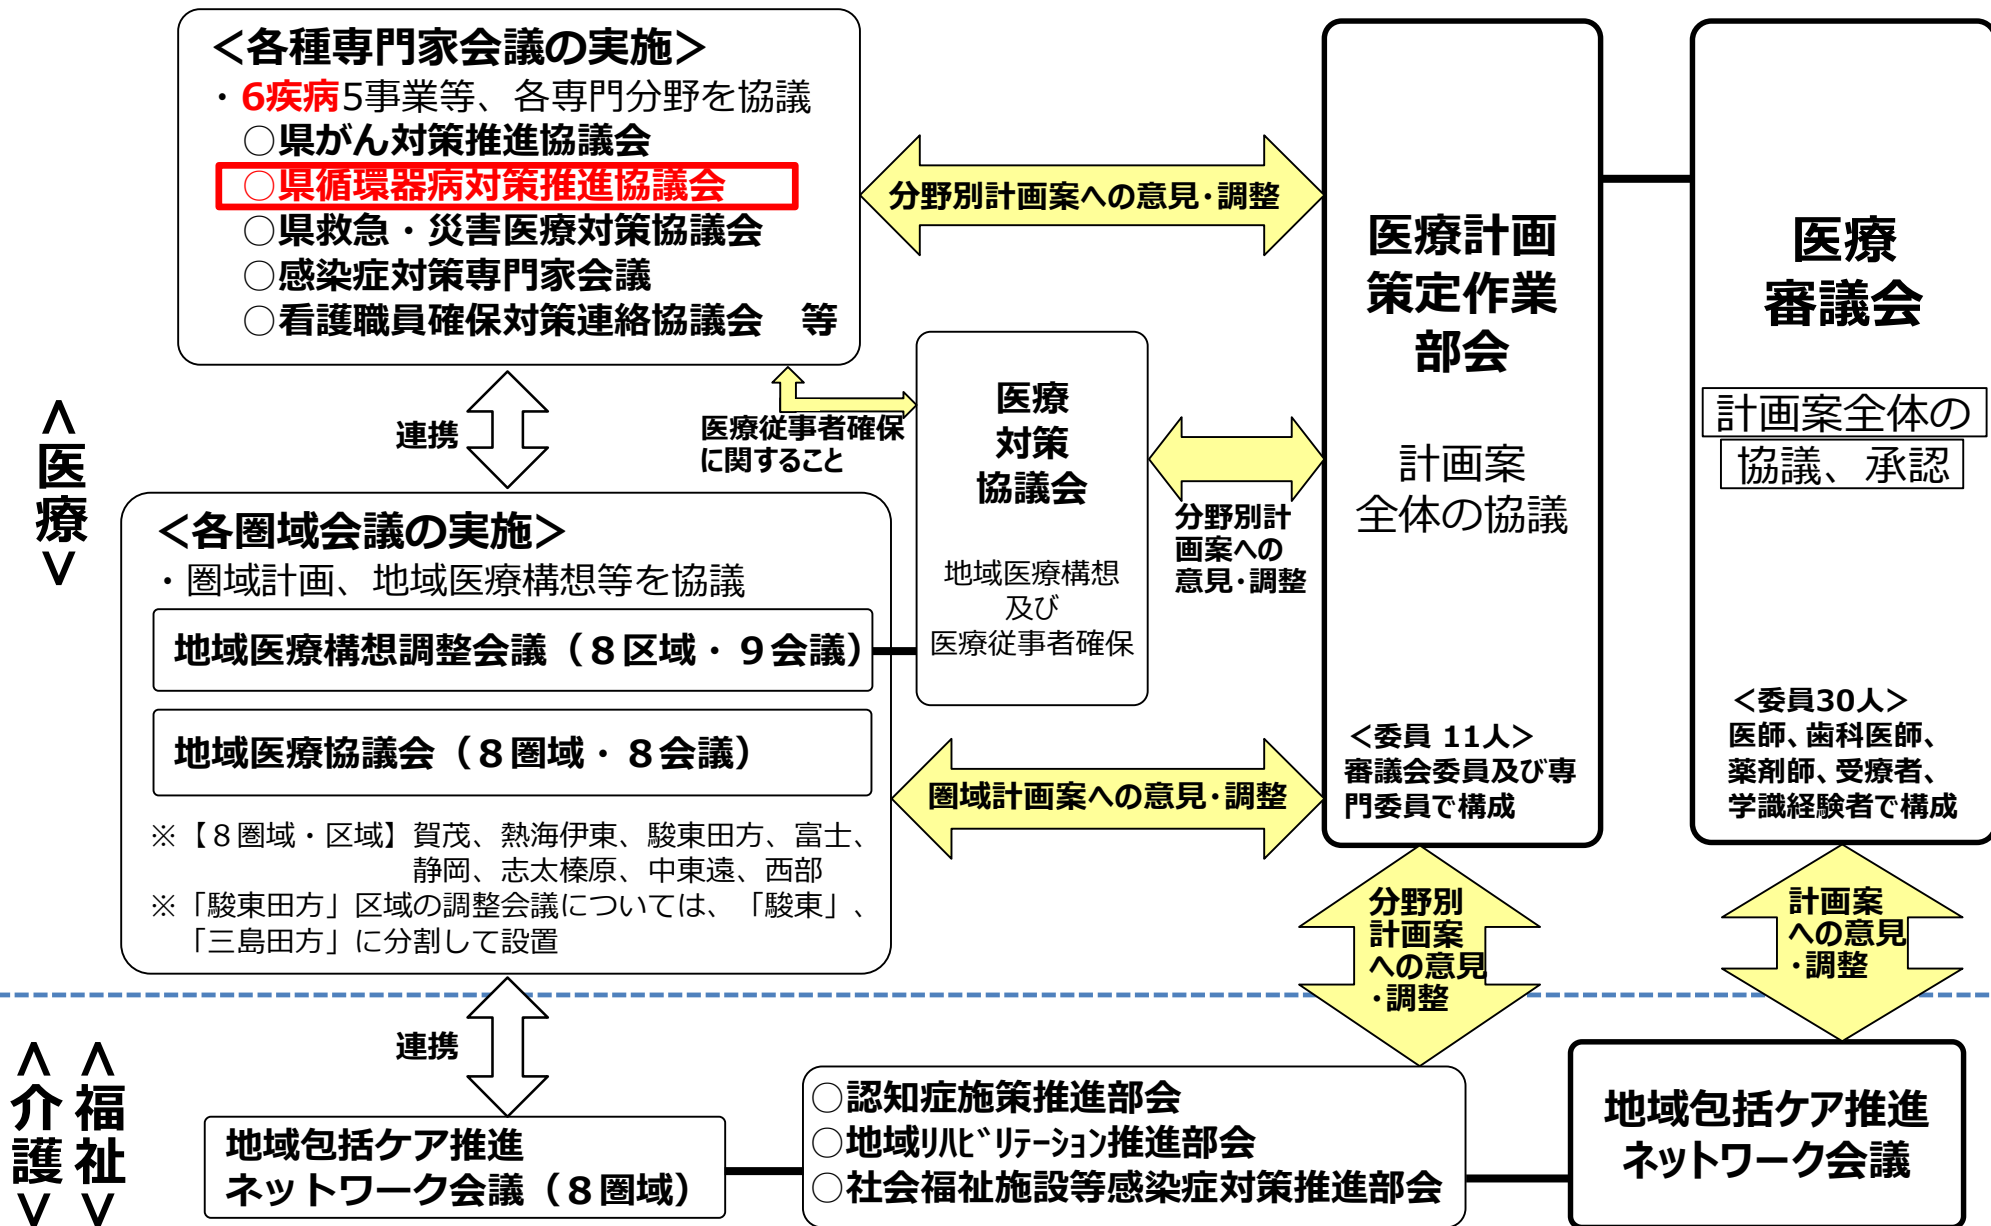 ＜各種専門家会議の実施＞
・6疾病5事業等、各専門分野を協議
○県がん対策推進協議会
○県循環器病対策推進協議会
○県救急・災害医療対策協議会
○感染症対策専門家会議
○看護職員確保対策連絡協議会　等
分野別計画案への意見･調整
医療計画
策定作業
部会
計画案
全体の協議
＜委員 11人＞
審議会委員及び専
門委員で構成
医療
審議会
計画案全体の
協議、承認
＜委員30人＞
医師、歯科医師、
薬剤師、受療者、
学識経験者で構成
＜医療＞
連携
医療従事者確保
に関すること
医療
対策
協議会
地域医療構想
及び
医療従事者確保
分野別計
画案への
意見･調整
＜各圏域会議の実施＞
・圏域計画、地域医療構想等を協議
地域医療構想調整会議（８区域・９会議）
地域医療協議会（８圏域・８会議）
※【８圏域・区域】賀茂、熱海伊東、駿東田方、富士、
静岡、志太榛原、中東遠、西部
※「駿東田方」区域の調整会議については、「駿東」、
「三島田方」に分割して設置
圏域計画案への意見･調整
分野別
計画案
への意見
･調整
計画案
への意見
･調整
連携
＜福祉＞
＜介護＞
地域包括ケア推進
ネットワーク会議（８圏域）
○認知症施策推進部会
○地域ﾘﾊﾋﾞﾘテｰｼｮﾝ推進部会
○社会福祉施設等感染症対策推進部会
地域包括ケア推進
ネットワーク会議